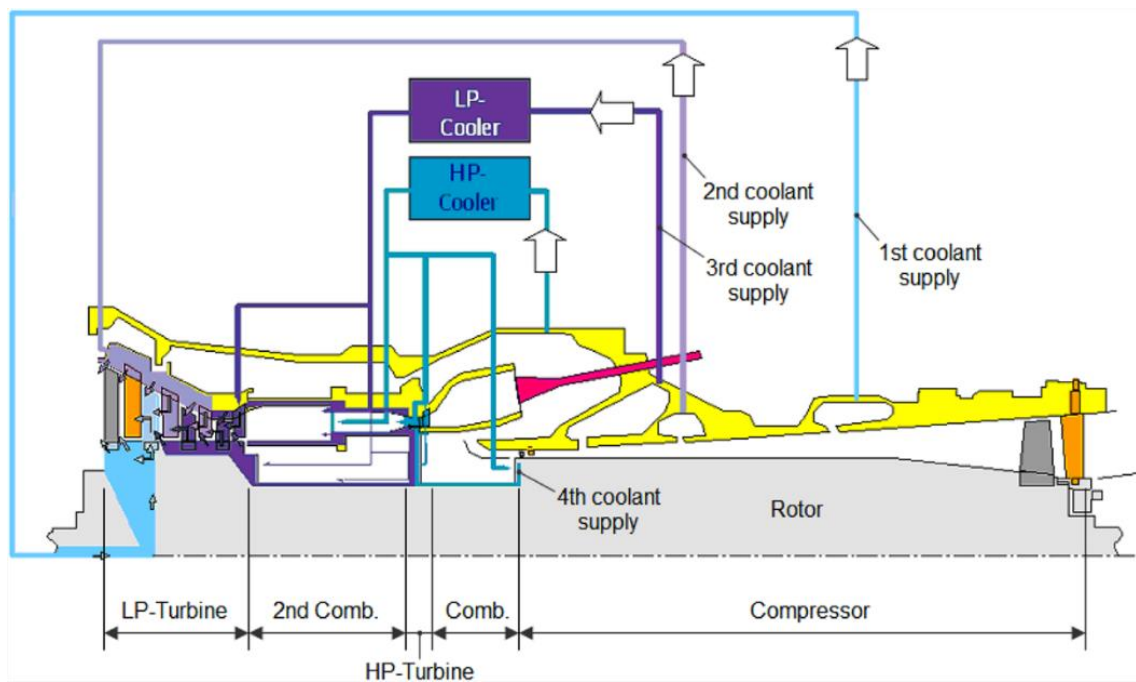 LP-
Cooler
HP-
Cooler
2nd coolant
supply
1st coolant
supply
3rd coolant
supply
4th coolant
supply
Rotor
LP-Turbine
2nd Comb.
Comb.
Compressor
HP-Turbine